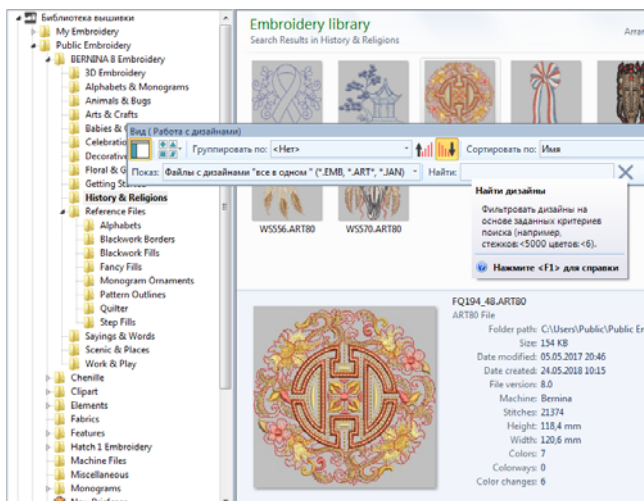 Библиотека вышивки
My Embroidery
Public Embroidery
BERNINA 8 Embroidery
3D Embroidery
Alphabets & Monograms
Animals & Bugs
Arts & Crafts
Babies &
Celebration
Decorative
Floral & G
Getting Started
History & Religions
Reference Files
Alphabets
Blackwork Borders
Blackwork Fills
Fancy Fills
Monogram Ornaments
Pattern Outlines
Quilter
Step Fills
Sayings & Words
Scenic & Places
Work & Play
Chenille
Clipart
Elements
Fabrics
Features
Hatch 1 Embroidery
Machine Files
Miscellaneous
Monograms
Embroidery library
Search Results in History & Religions
Arran
Вид ( Работа с дизайнами)
Группировать по: <Нет>
Сортировать по: Имя
Показ: Файлы с дизайнами "все в одном " (*.EMB, *.ART*, *.JAN)
Найти:
Найти дизайны
Фильтровать дизайны на
основе заданных критериев
поиска (например,
стежков:<5000 цветов:<6).
Нажмите <F1> для справки
WS556.ART80
WS570.ART80
FQ194_48.ART80
ART80 File
Folder path: C:\Users\Public\Public En
Size: 154 KB
Date modified: 05.05.2017 20:46
Date created: 24.05.2018 10:15
File version: 8.0
Machine: Bernina
Stitches: 21374
Height: 118,4 mm
Width: 120,6 mm
Colors: 7
Colorways: 0
Color changes: 6